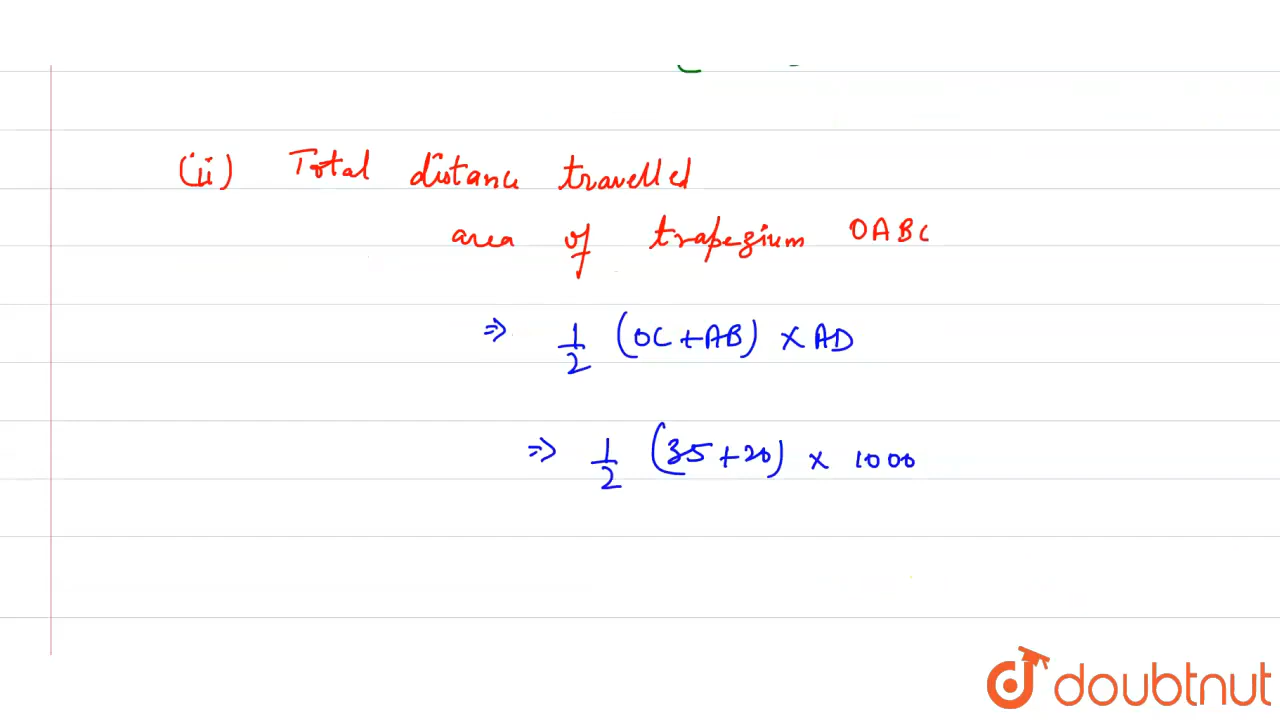 (ii) Total distance travelled
area of trapezium OABC
⇒ 1/2 (OC + AB) × AD
⇒ 1/2 (35 + 20) × 1000
doubtnut